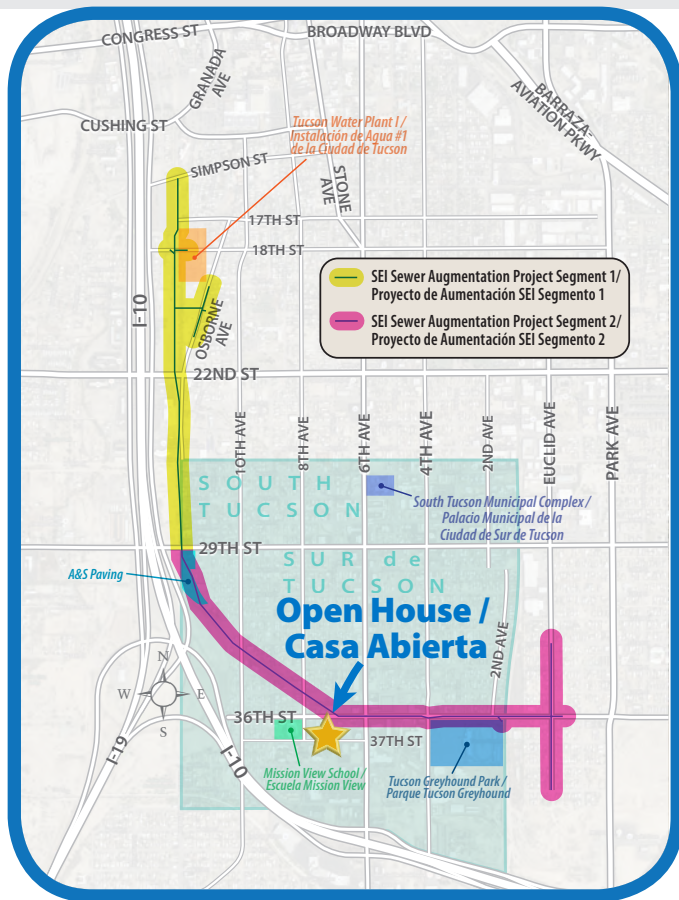 CONGRESS ST
BROADWAY BLVD
GRANADA
AVE
BARRAZA-
AVIATION PKWY
CUSHING ST
Tucson Water Plant I /
Instalación de Agua #1
de la Ciudad de Tucson
SIMPSON ST
STONE
AVE
17TH ST
18TH ST
SEI Sewer Augmentation Project Segment 1/
Proyecto de Aumentación SEI Segmento 1
SEI Sewer Augmentation Project Segment 2/
Proyecto de Aumentación SEI Segmento 2
I-10
OSBORNE
AVE
22ND ST
10TH AVE
8TH AVE
6TH AVE
4TH AVE
2ND AVE
EUCLID AVE
PARK AVE
SOUTH
TUCSON
South Tucson Municipal Complex /
Palacio Municipal de la
Ciudad de Sur de Tucson
29TH ST
SUR de
TUCSON
A&S Paving
Open House /
Casa Abierta
2ND AVE
N
W
E
S
36TH ST
37TH ST
I-19
I-10
Mission View School /
Escuela Mission View
Tucson Greyhound Park /
Parque Tucson Greyhound